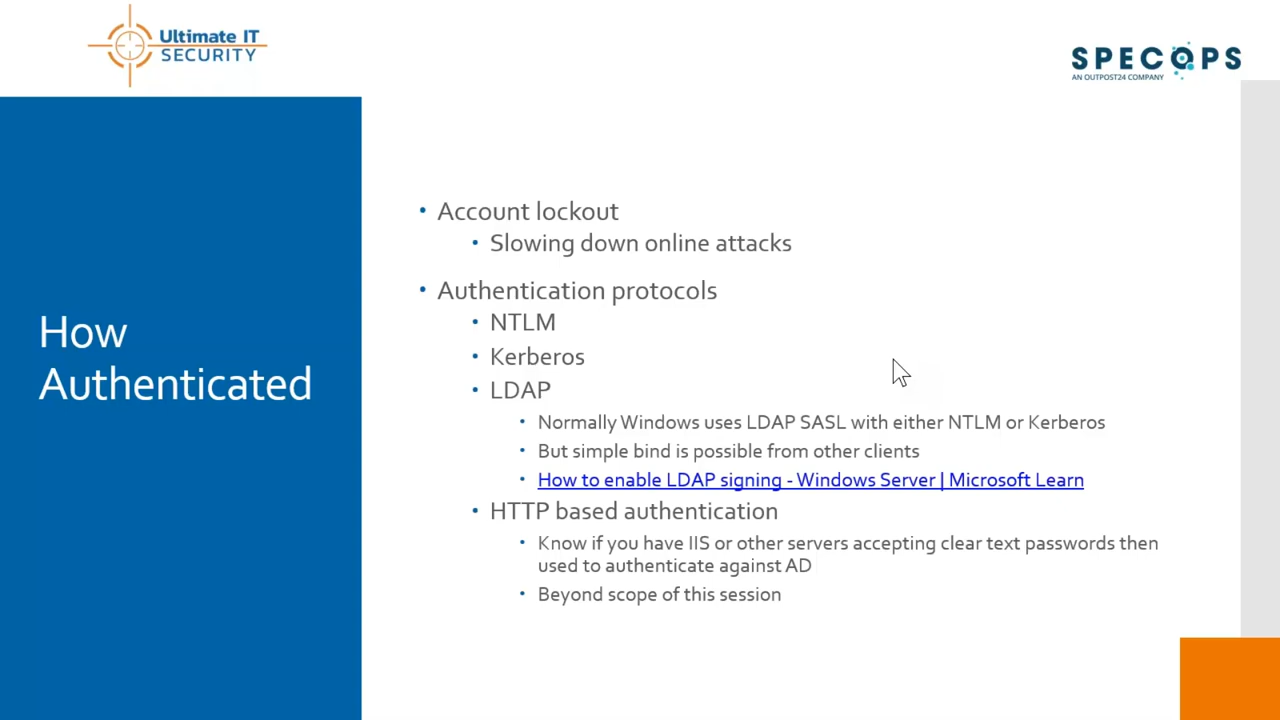 Ultimate IT
SECURITY
SPECOPS
AN OUTPOST24 COMPANY
How
Authenticated
• Account lockout
• Slowing down online attacks
• Authentication protocols
• NTLM
• Kerberos
• LDAP
• Normally Windows uses LDAP SASL with either NTLM or Kerberos
• But simple bind is possible from other clients
• How to enable LDAP signing - Windows Server | Microsoft Learn
• HTTP based authentication
• Know if you have IIS or other servers accepting clear text passwords then
used to authenticate against AD
• Beyond scope of this session